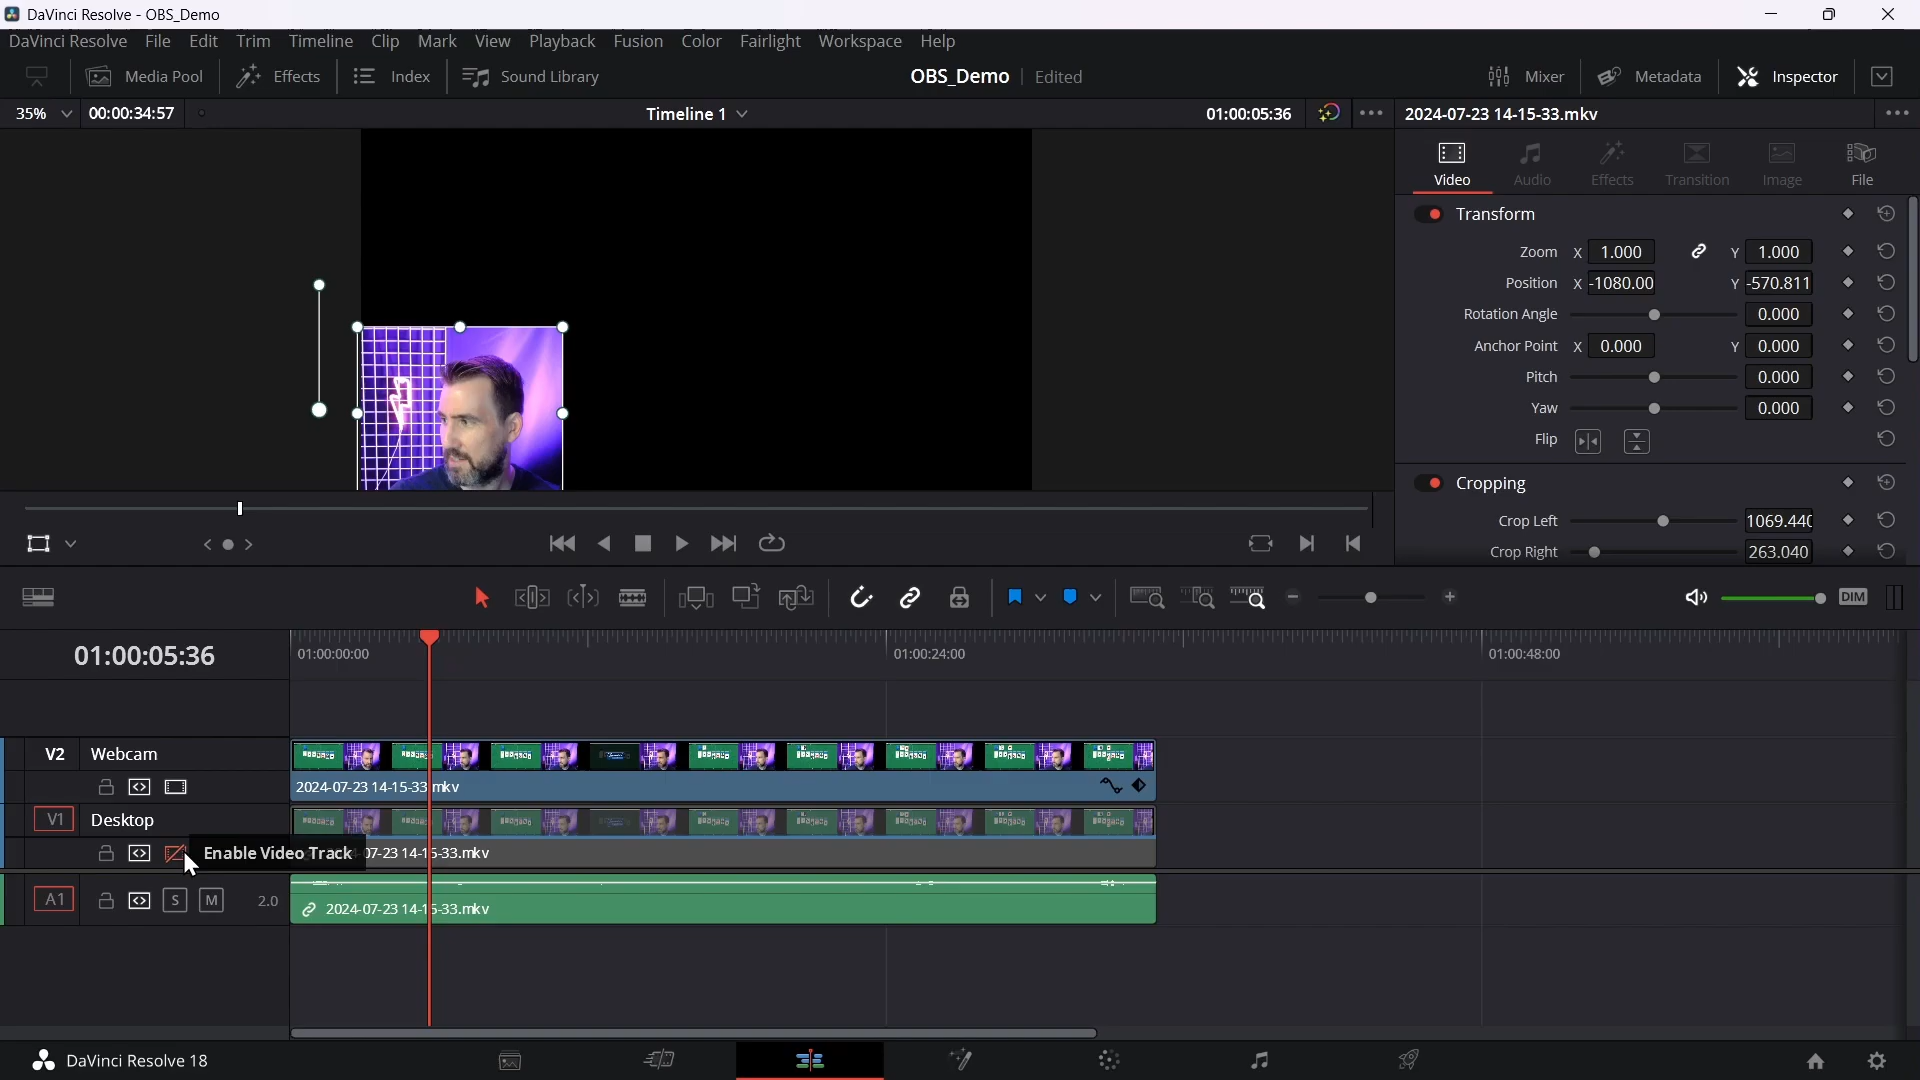 DaVinci Resolve - OBS_Demo
DaVinci Resolve File Edit Trim Timeline Clip Mark View Playback Fusion Color Fairlight Workspace Help
Media Pool Effects Index Sound Library OBS_Demo Edited Mixer Metadata Inspector
35% 00:00:34:57 Timeline 1 01:00:05:36 2024-07-23 14-15-33.mkv
Video Audio Effects Transition Image File
Transform
Zoom X 1.000 Y 1.000
Position X -1080.00 Y -570.811
Rotation Angle 0.000
Anchor Point X 0.000 Y 0.000
Pitch 0.000
Yaw 0.000
Flip
Cropping
Crop Left 1069.440
Crop Right 263.040
DIM
01:00:05:36 01:00:00:00 01:00:24:00 01:00:48:00
V2 Webcam
2024-07-23 14-15-33.mkv
V1 Desktop
Enable Video Track 07-23 14-15-33.mkv
A1 S M 2.0 2024-07-23 14-15-33.mkv
DaVinci Resolve 18